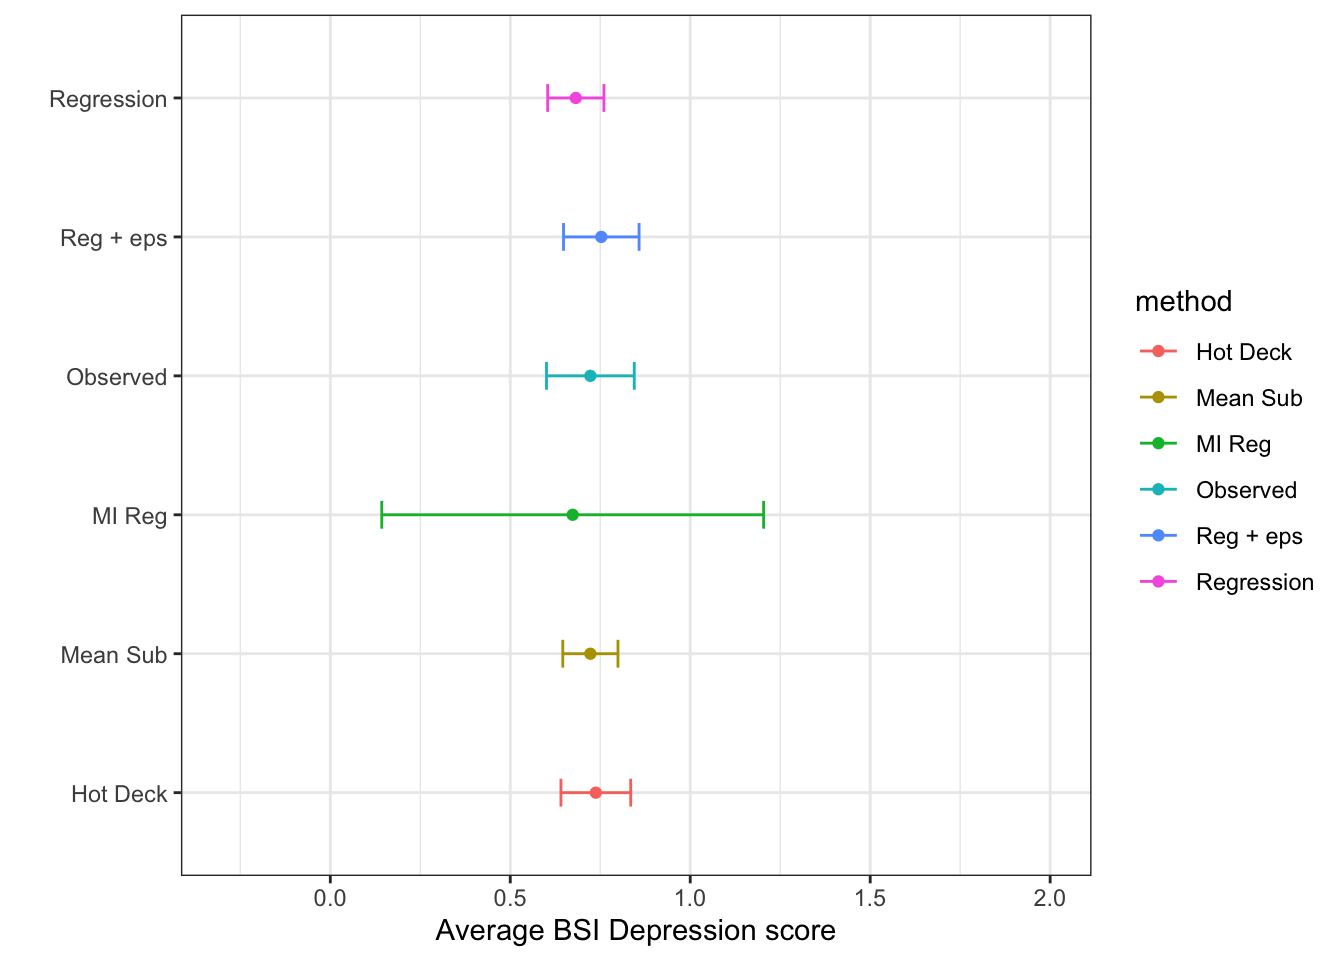 Regression
Reg + eps
Observed
MI Reg
Mean Sub
Hot Deck
0.0 0.5 1.0 1.5 2.0
Average BSI Depression score
method
Hot Deck
Mean Sub
MI Reg
Observed
Reg + eps
Regression